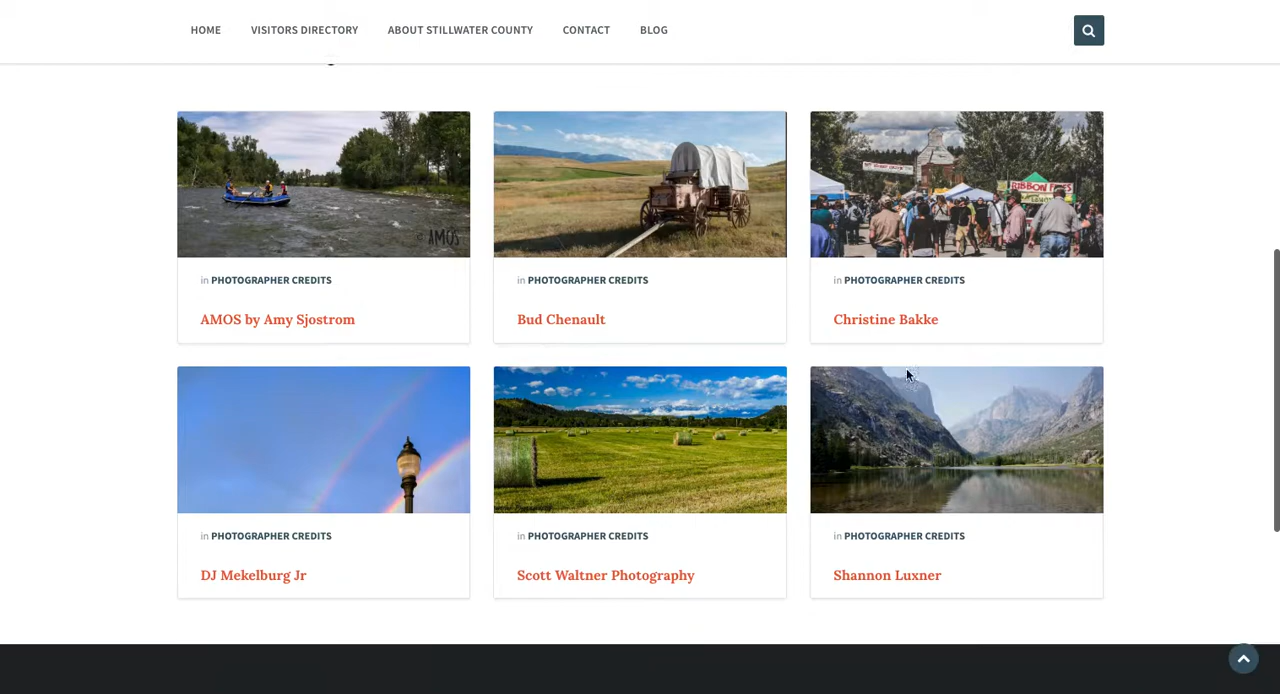 HOME VISITORS DIRECTORY ABOUT STILLWATER COUNTY CONTACT BLOG
© AMOS
RIBBON FRIES
in PHOTOGRAPHER CREDITS
in PHOTOGRAPHER CREDITS
in PHOTOGRAPHER CREDITS
AMOS by Amy Sjostrom
Bud Chenault
Christine Bakke
in PHOTOGRAPHER CREDITS
in PHOTOGRAPHER CREDITS
in PHOTOGRAPHER CREDITS
DJ Mekelburg Jr
Scott Waltner Photography
Shannon Luxner